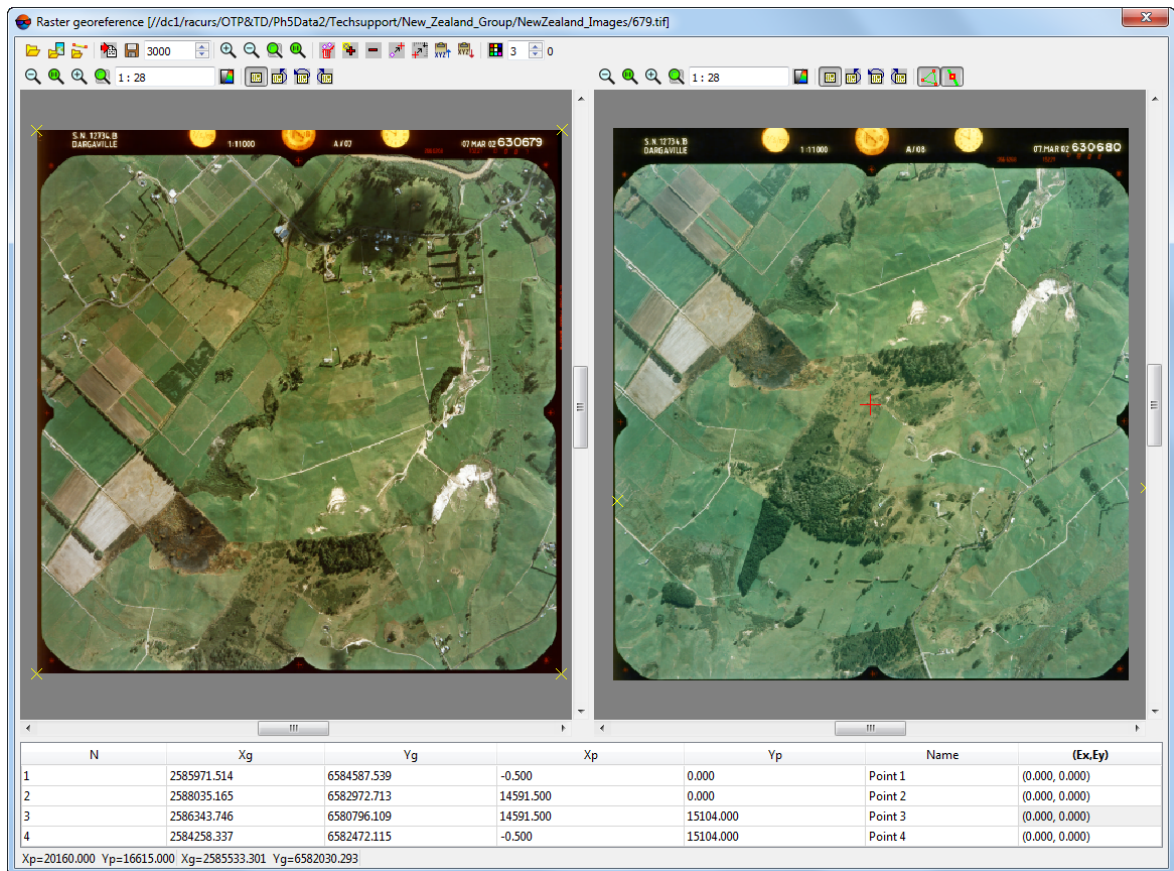 Raster georeference [//dc1/racurs/OTP&TD/Ph5Data2/Techsupport/New_Zealand_Group/NewZealand_Images/679.tif]
3000
3
0
1 : 28
1 : 28
S.N. 12734 B
DARGAVILLE
1:11000
A / 07
07 MAR 02 630679
S.N. 12734 B
DARGAVILLE
1:11000
A / 08
07.MAR 02 630680
N Xg Yg Xp Yp Name (Ex,Ey)
1 2585971.514 6584587.539 -0.500 0.000 Point 1 (0.000, 0.000)
2 2588035.165 6582972.713 14591.500 0.000 Point 2 (0.000, 0.000)
3 2586343.746 6580796.109 14591.500 15104.000 Point 3 (0.000, 0.000)
4 2584258.337 6582472.115 -0.500 15104.000 Point 4 (0.000, 0.000)
Xp=20160.000 Yp=16615.000 Xg=2585533.301 Yg=6582030.293